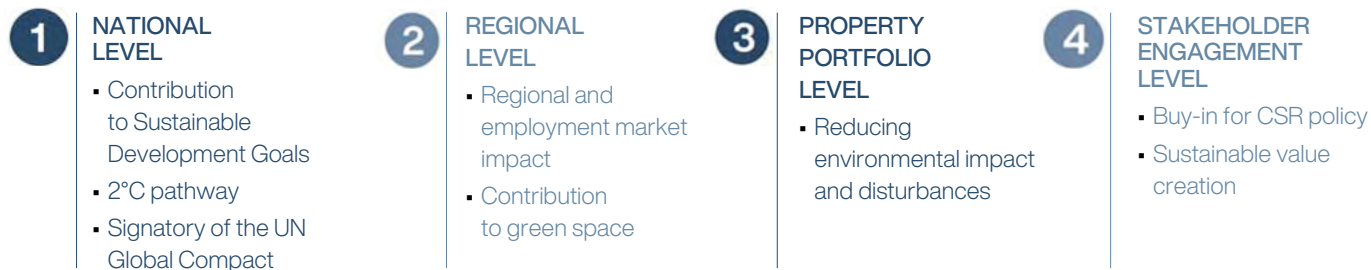 1
NATIONAL
LEVEL
▪ Contribution
to Sustainable
Development Goals
▪ 2°C pathway
▪ Signatory of the UN
Global Compact
2
REGIONAL
LEVEL
▪ Regional and
employment market
impact
▪ Contribution
to green space
3
PROPERTY
PORTFOLIO
LEVEL
▪ Reducing
environmental impact
and disturbances
4
STAKEHOLDER
ENGAGEMENT
LEVEL
▪ Buy-in for CSR policy
▪ Sustainable value
creation